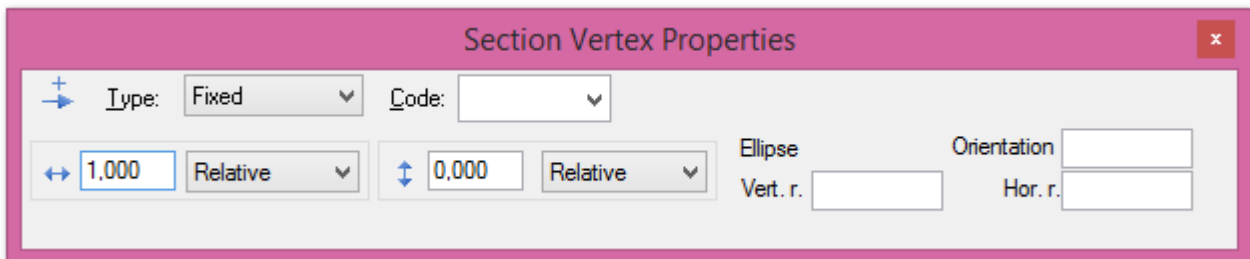 Section Vertex Properties
x
Type: Fixed Code:
1,000 Relative 0,000 Relative
Ellipse Orientation
Vert. r. Hor. r.